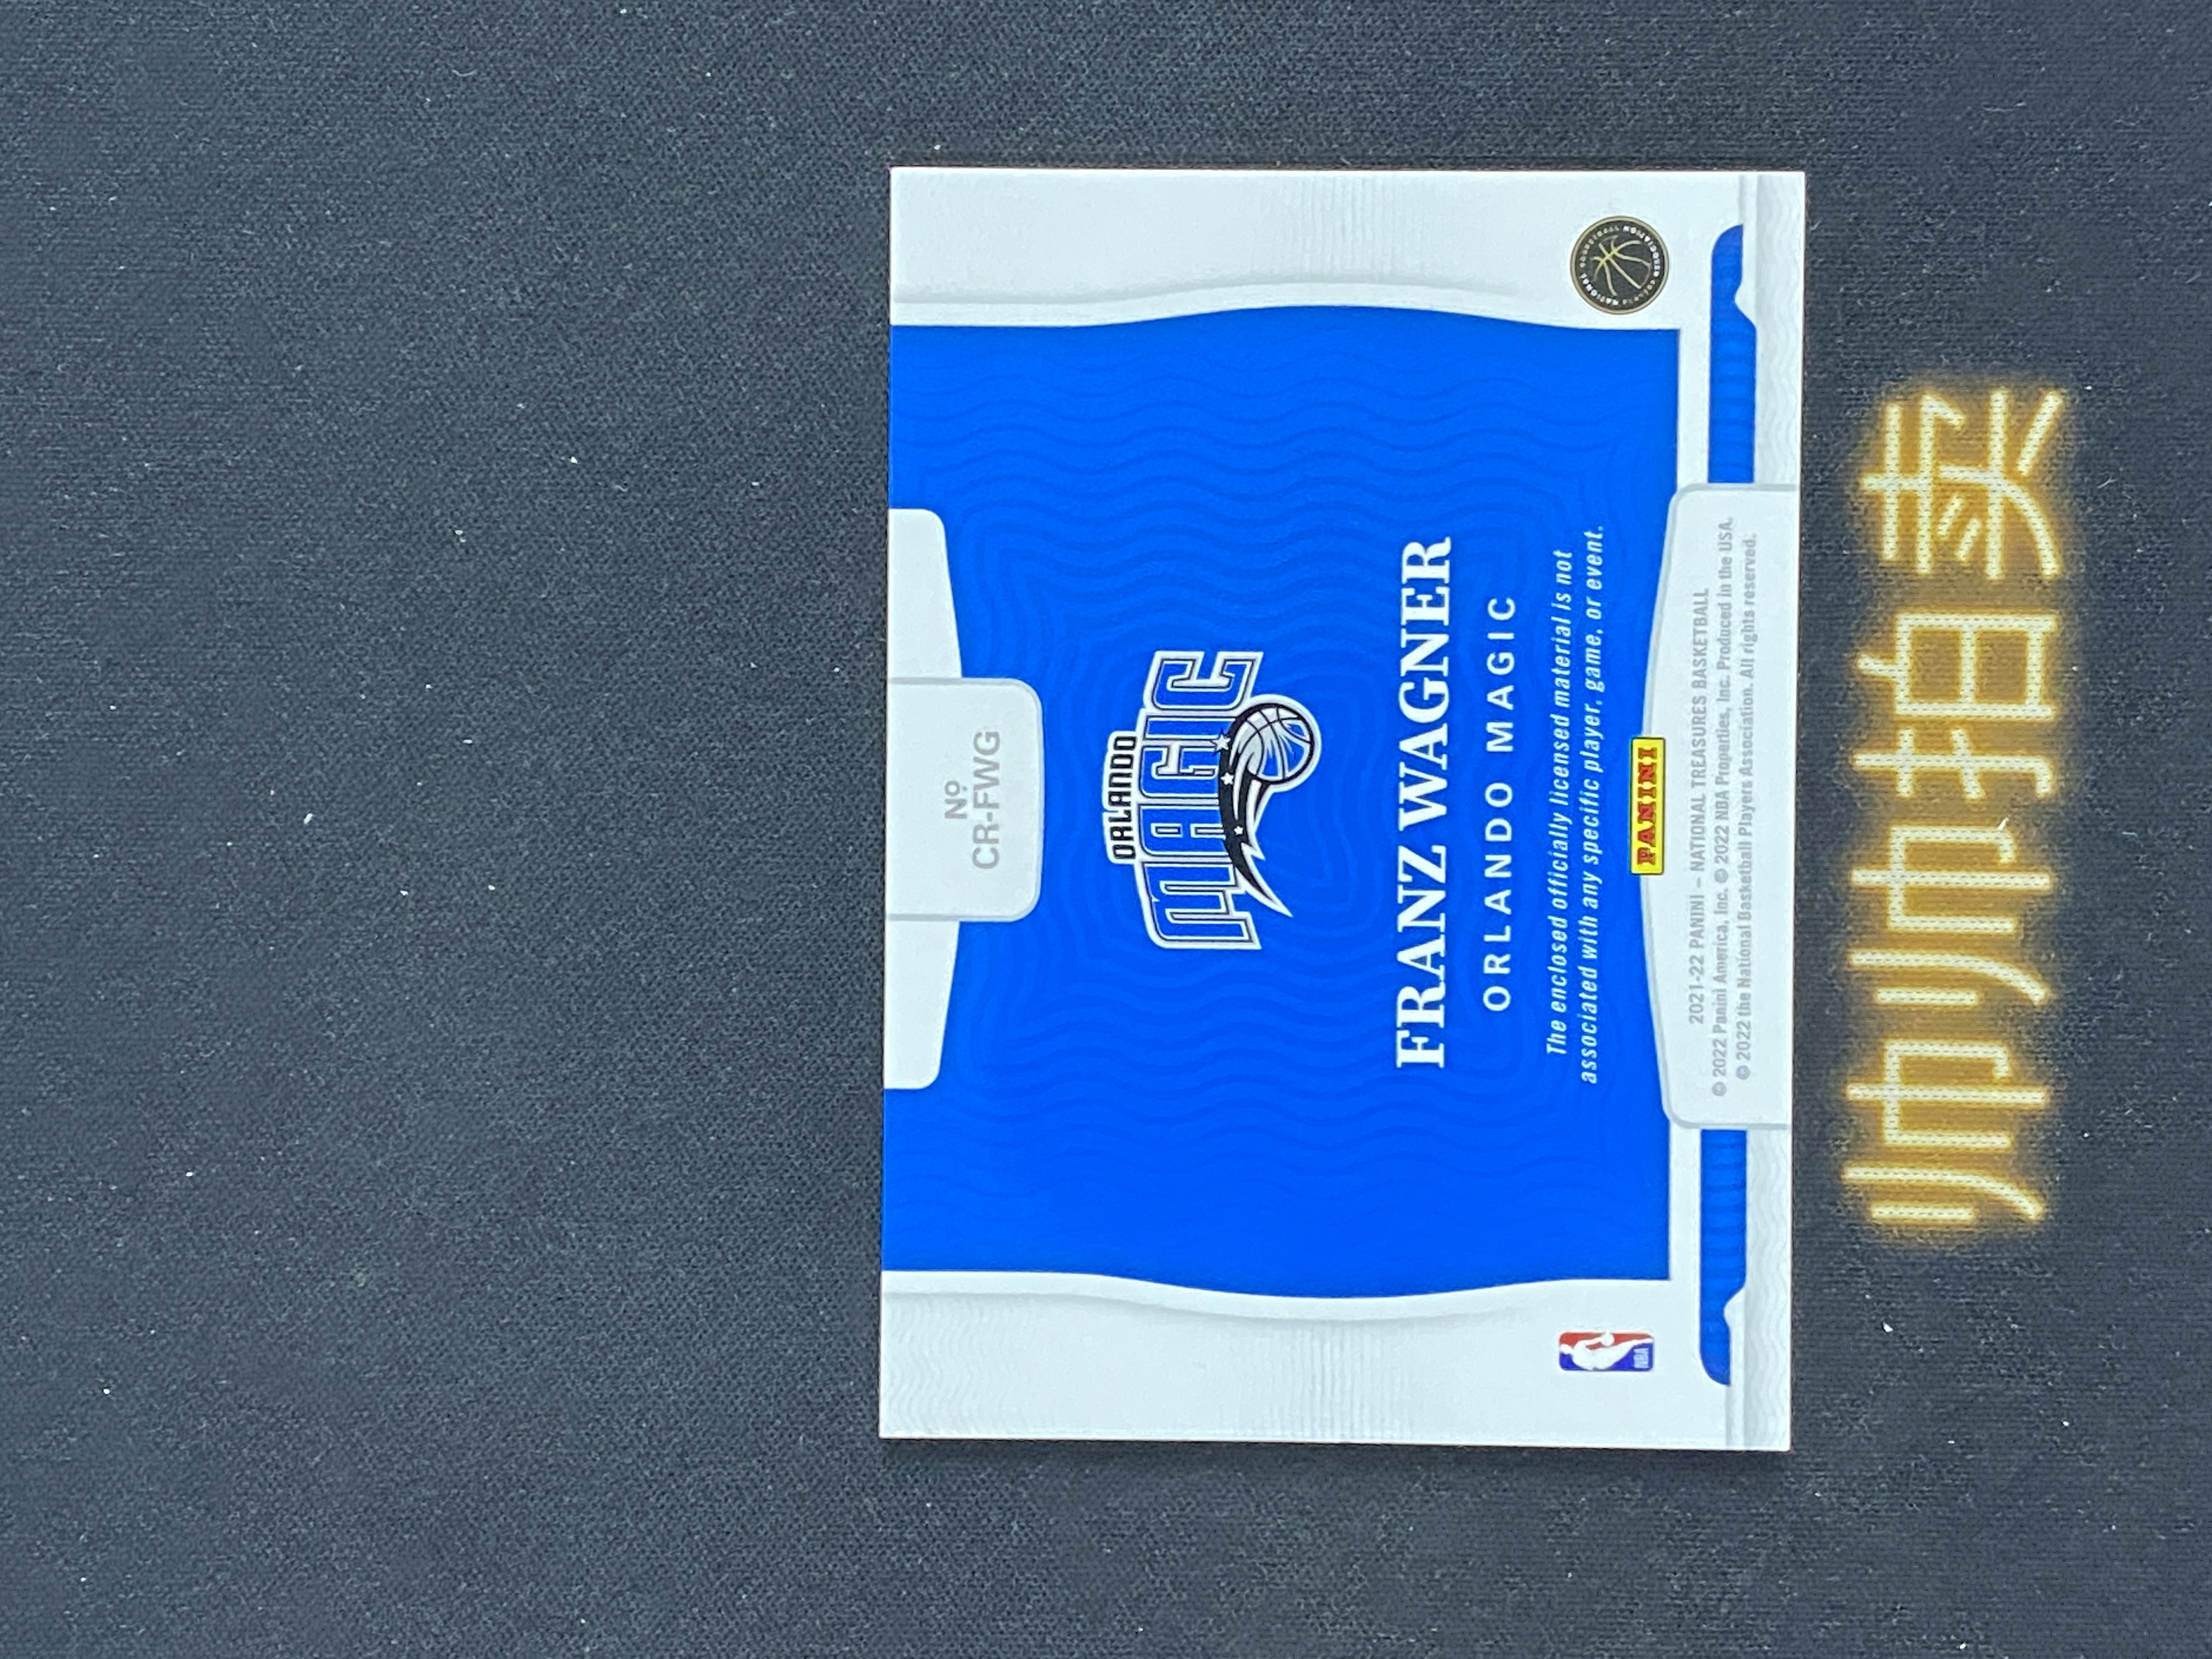 Nº
CR-FWG
ORLANDO
MAGIC
FRANZ WAGNER
ORLANDO MAGIC
The enclosed officially licensed material is not
associated with any specific player, game, or event.
PANINI
2021-22 PANINI – NATIONAL TREASURES BASKETBALL
© 2022 Panini America, Inc. © 2022 NBA Properties, Inc. Produced in the USA.
© 2022 the National Basketball Players Association. All rights reserved.
NBA
帅帅拍卖